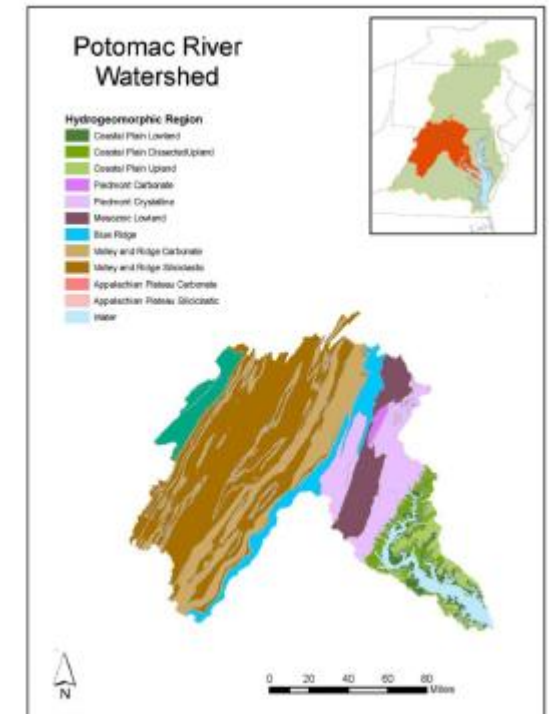 Potomac River
Watershed
Hydrogeomorphic Region
Coastal Plain Lowland
Coastal Plain Dissected Upland
Coastal Plain Upland
Piedmont Carbonate
Piedmont Crystalline
Mesozoic Lowland
Blue Ridge
Valley and Ridge Carbonate
Valley and Ridge Siliciclastic
Appalachian Plateau Carbonate
Appalachian Plateau Siliciclastic
Water
N
0 20 40 60 80
Miles